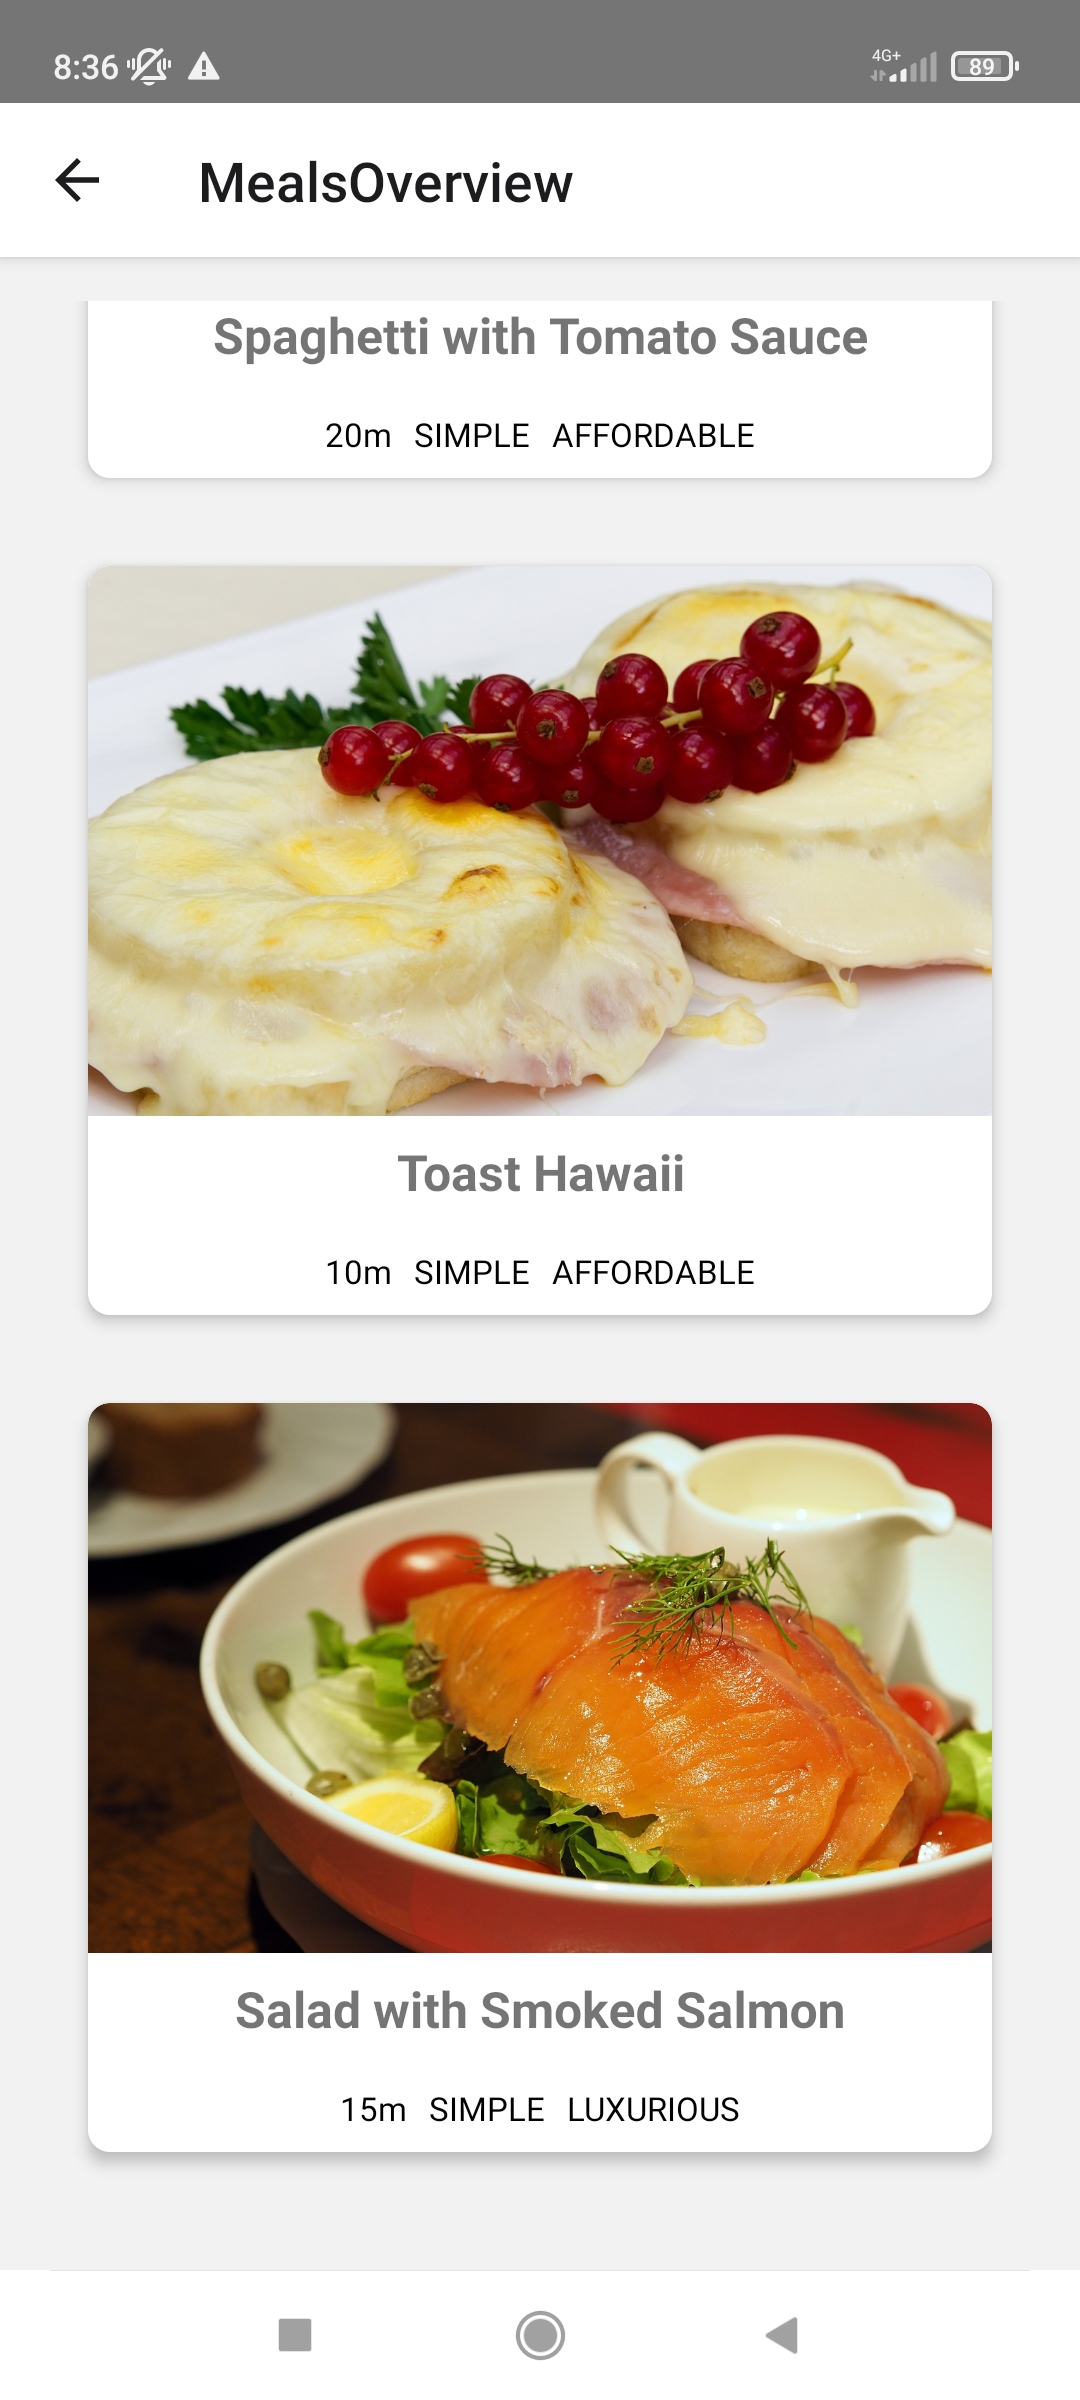 8:36 4G+ 89
MealsOverview
Spaghetti with Tomato Sauce
20m SIMPLE AFFORDABLE
Toast Hawaii
10m SIMPLE AFFORDABLE
Salad with Smoked Salmon
15m SIMPLE LUXURIOUS